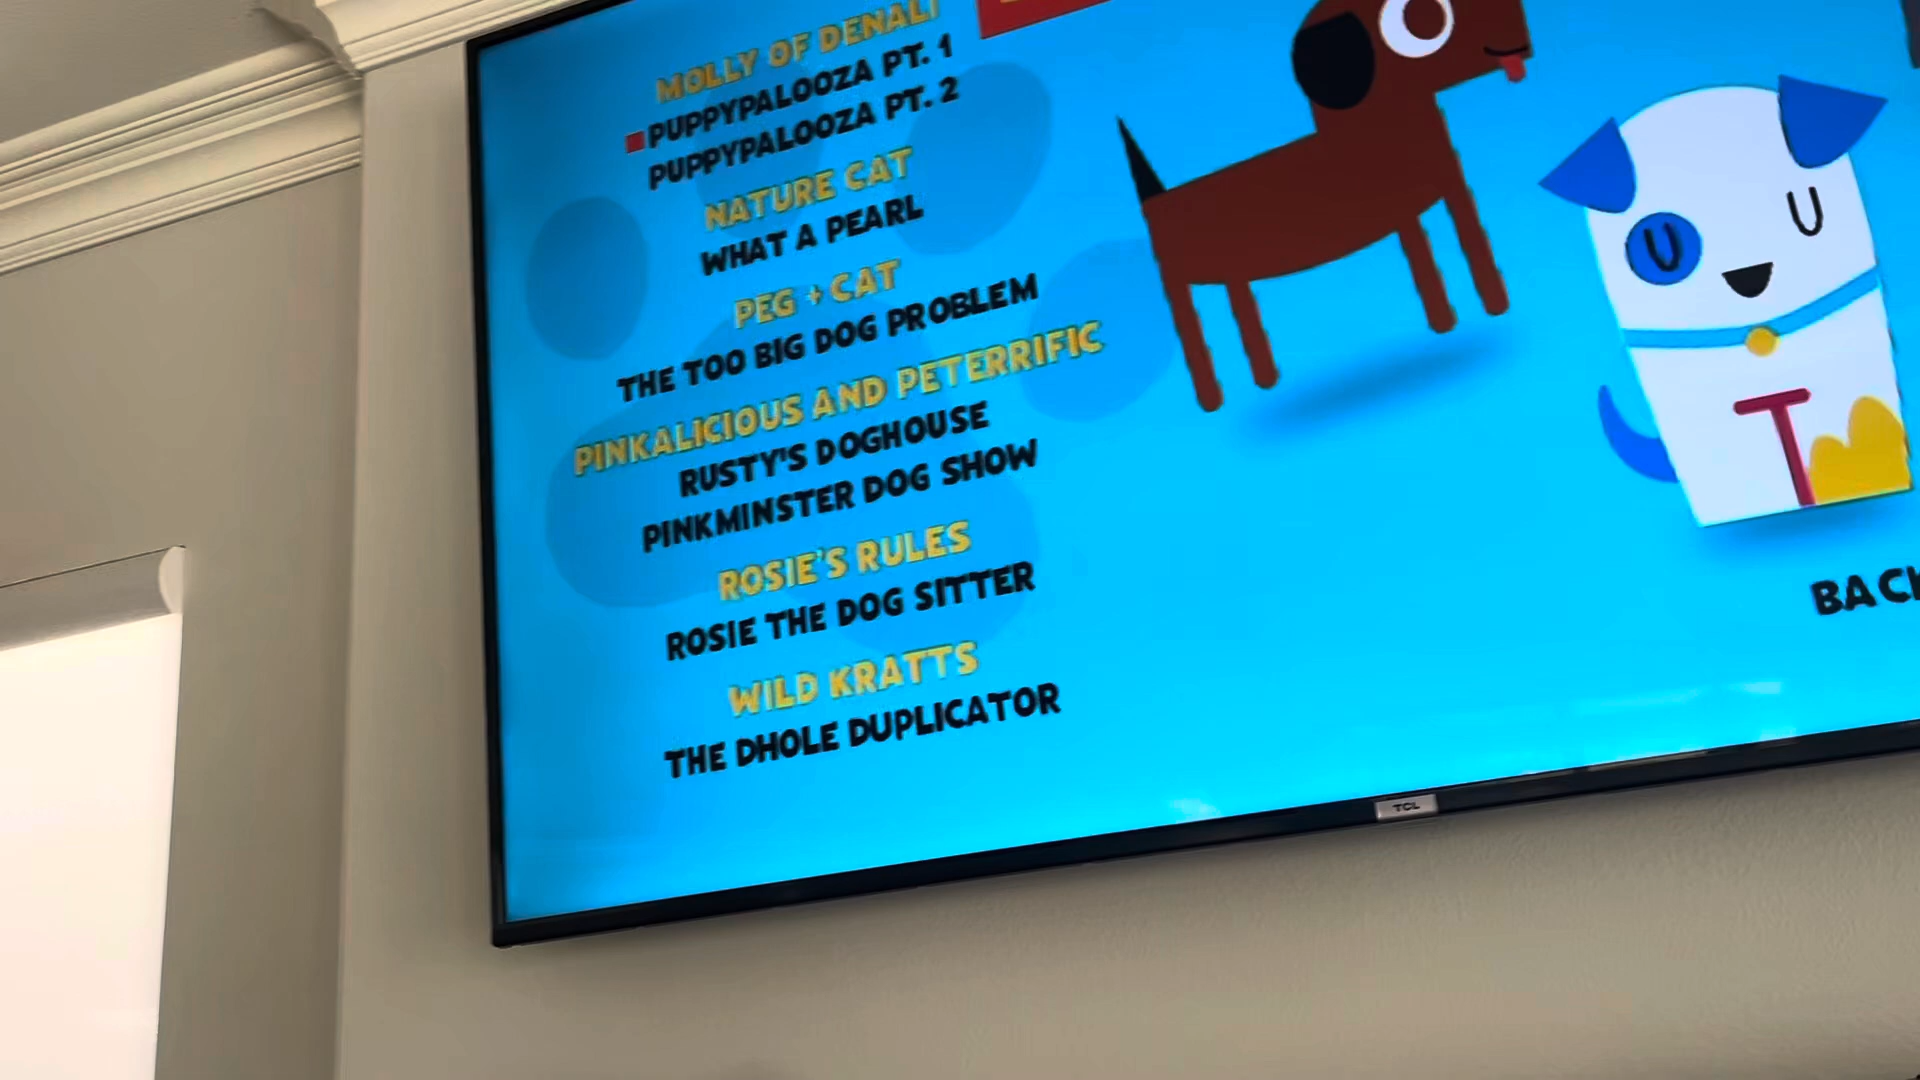 MOLLY OF DENALI
PUPPYPALOOZA PT. 1
PUPPYPALOOZA PT. 2
NATURE CAT
WHAT A PEARL
PEG + CAT
THE TOO BIG DOG PROBLEM
PINKALICIOUS AND PETERRIFIC
RUSTY'S DOGHOUSE
PINKMINSTER DOG SHOW
ROSIE'S RULES
ROSIE THE DOG SITTER
WILD KRATTS
THE DHOLE DUPLICATOR
T
BACK
TCL